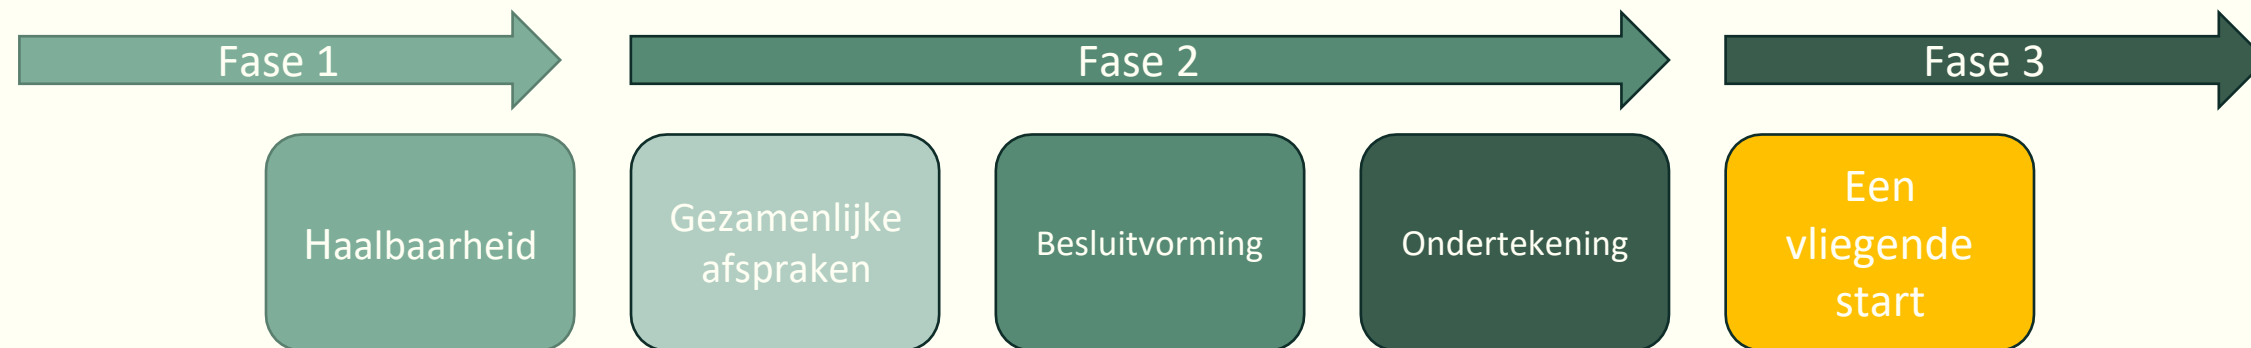 Fase 1
Fase 2
Fase 3
Haalbaarheid
Gezamenlijke
afspraken
Besluitvorming
Ondertekening
Een
vliegende
start